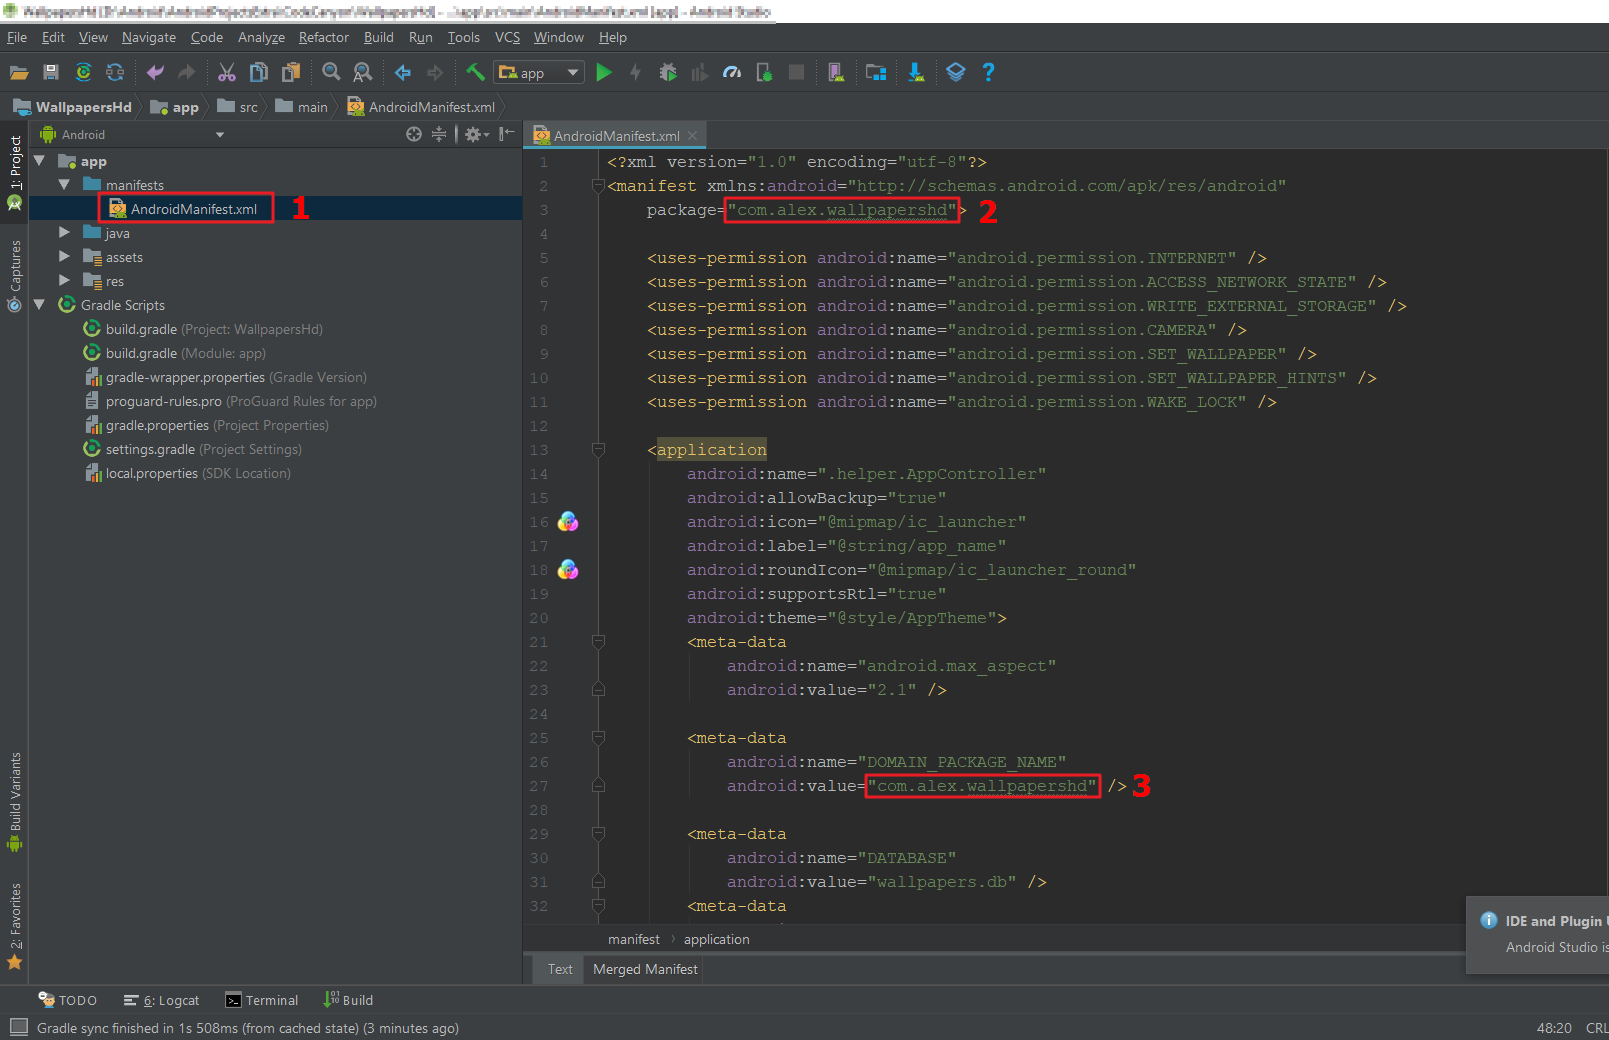 File Edit View Navigate Code Analyze Refactor Build Run Tools VCS Window Help
app
WallpapersHd app src main AndroidManifest.xml
1: Project
Captures
Build Variants
2: Favorites
Android
app
manifests
AndroidManifest.xml 1
java
assets
res
Gradle Scripts
build.gradle (Project: WallpapersHd)
build.gradle (Module: app)
gradle-wrapper.properties (Gradle Version)
proguard-rules.pro (ProGuard Rules for app)
gradle.properties (Project Properties)
settings.gradle (Project Settings)
local.properties (SDK Location)
AndroidManifest.xml
1 <?xml version="1.0" encoding="utf-8"?>
2 <manifest xmlns:android="http://schemas.android.com/apk/res/android"
3 package="com.alex.wallpapershd"> 2
4
5 <uses-permission android:name="android.permission.INTERNET" />
6 <uses-permission android:name="android.permission.ACCESS_NETWORK_STATE" />
7 <uses-permission android:name="android.permission.WRITE_EXTERNAL_STORAGE" />
8 <uses-permission android:name="android.permission.CAMERA" />
9 <uses-permission android:name="android.permission.SET_WALLPAPER" />
10 <uses-permission android:name="android.permission.SET_WALLPAPER_HINTS" />
11 <uses-permission android:name="android.permission.WAKE_LOCK" />
12
13 <application
14 android:name=".helper.AppController"
15 android:allowBackup="true"
16 android:icon="@mipmap/ic_launcher"
17 android:label="@string/app_name"
18 android:roundIcon="@mipmap/ic_launcher_round"
19 android:supportsRtl="true"
20 android:theme="@style/AppTheme">
21 <meta-data
22 android:name="android.max_aspect"
23 android:value="2.1" />
24
25 <meta-data
26 android:name="DOMAIN_PACKAGE_NAME"
27 android:value="com.alex.wallpapershd" /> 3
28
29 <meta-data
30 android:name="DATABASE"
31 android:value="wallpapers.db" />
32 <meta-data
manifest › application
Text Merged Manifest
IDE and Plugin
Android Studio is
TODO 6: Logcat Terminal Build
Gradle sync finished in 1s 508ms (from cached state) (3 minutes ago)
48:20 CRL